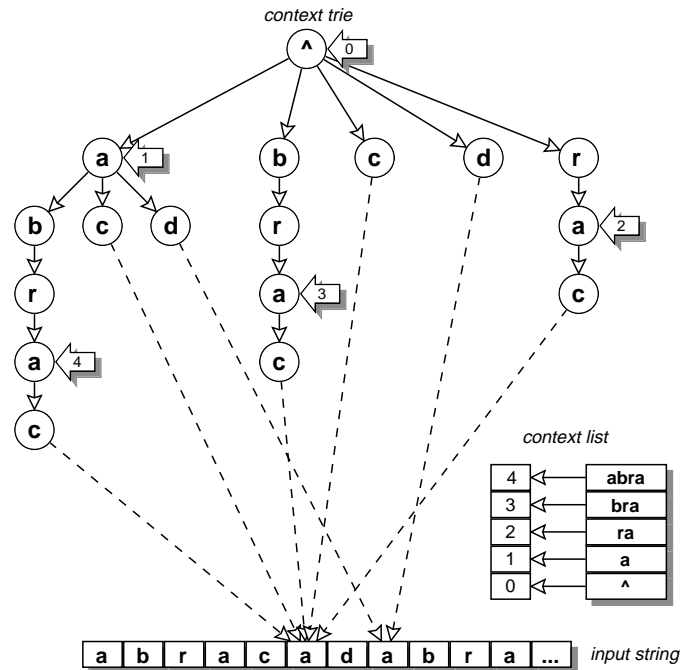 context trie
^ 0
a 1 b c d r
b c d r a 2
r a 3 c
a 4 c
c
context list
4 abra
3 bra
2 ra
1 a
0 ^
a b r a c a d a b r a ... input string